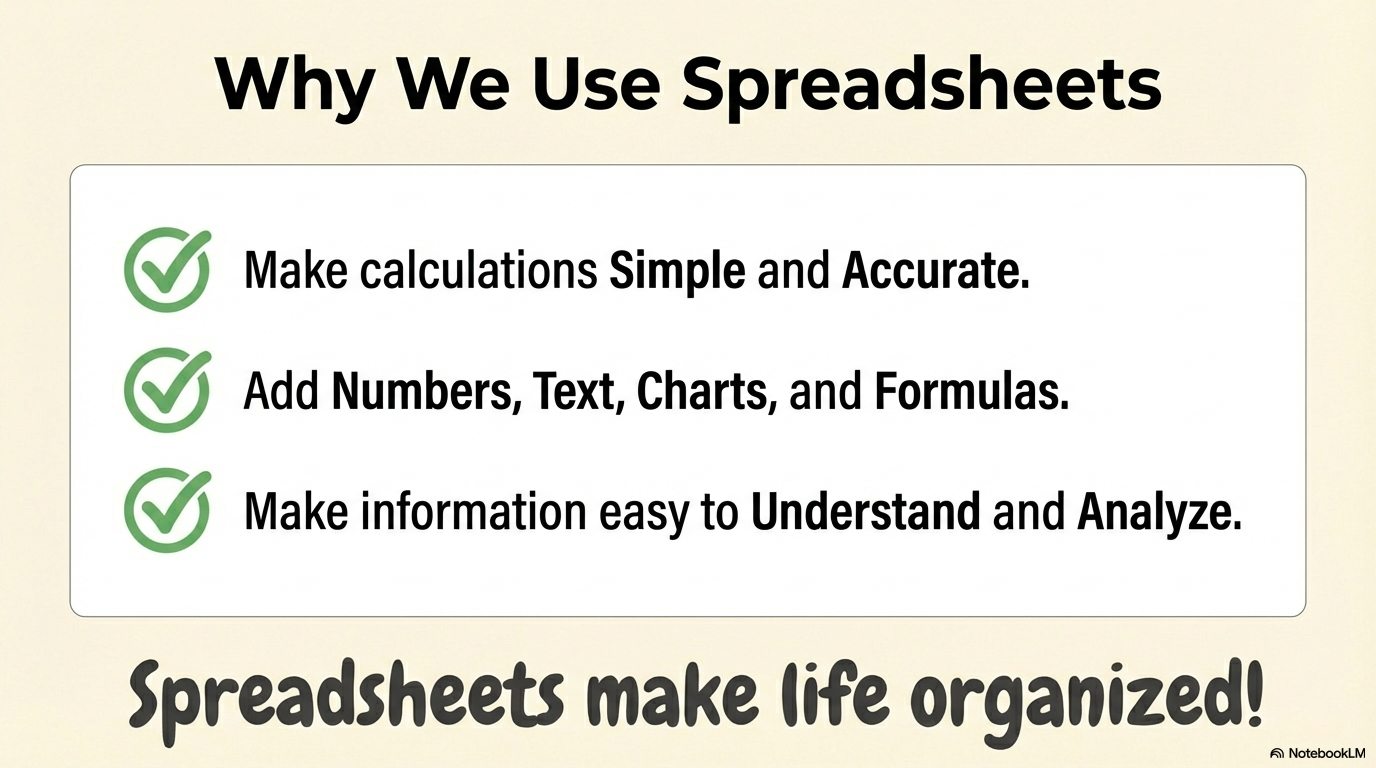 Why We Use Spreadsheets
Make calculations Simple and Accurate.
Add Numbers, Text, Charts, and Formulas.
Make information easy to Understand and Analyze.
Spreadsheets make life organized!
NotebookLM